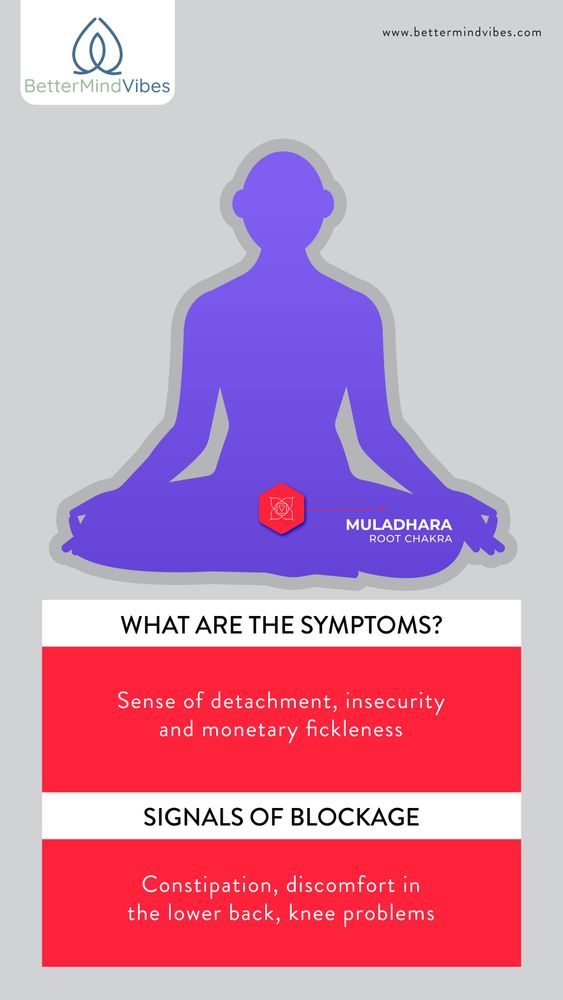 BetterMindVibes
www.bettermindvibes.com
MULADHARA
ROOT CHAKRA
WHAT ARE THE SYMPTOMS?
Sense of detachment, insecurity
and monetary fickleness
SIGNALS OF BLOCKAGE
Constipation, discomfort in
the lower back, knee problems